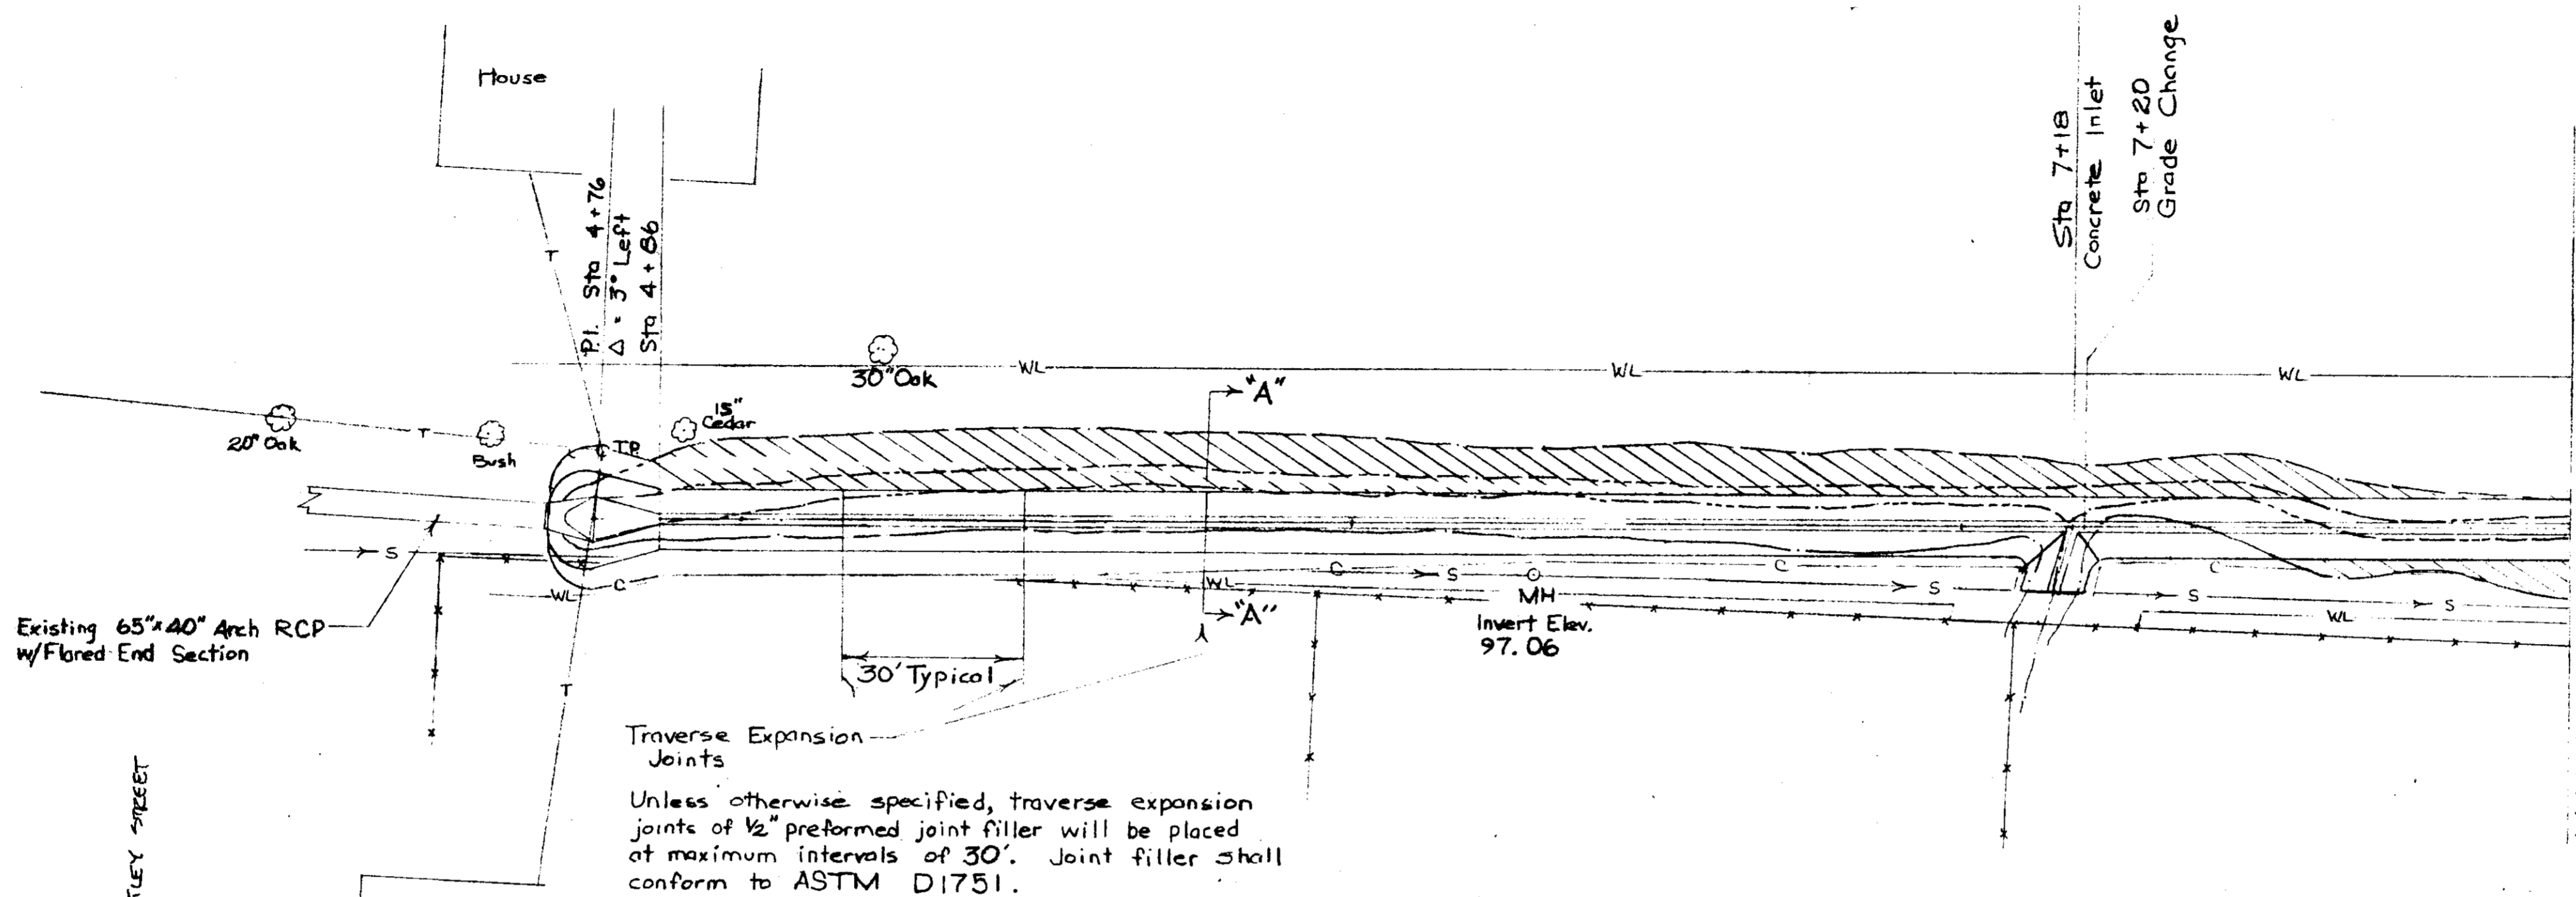 House
P.I. Sta 4+76
Δ = 3° Left
Sta 4+86
Sta 7+18
Concrete Inlet
Sta 7+20
Grade Change
T
30" Oak
WL
WL
WL
"A"
20" Oak
T
Bush
T.P.
15"
Cedar
S
WL
C
WL
C
S
MH
Invert Elev.
97.06
C
S
C
S
S
WL
"A"
Existing 65"x40" Arch RCP
w/Flared End Section
30' Typical
T
Traverse Expansion
Joints
Unless otherwise specified, traverse expansion
joints of 1/2" preformed joint filler will be placed
at maximum intervals of 30'. Joint filler shall
conform to ASTM D1751.
STREET